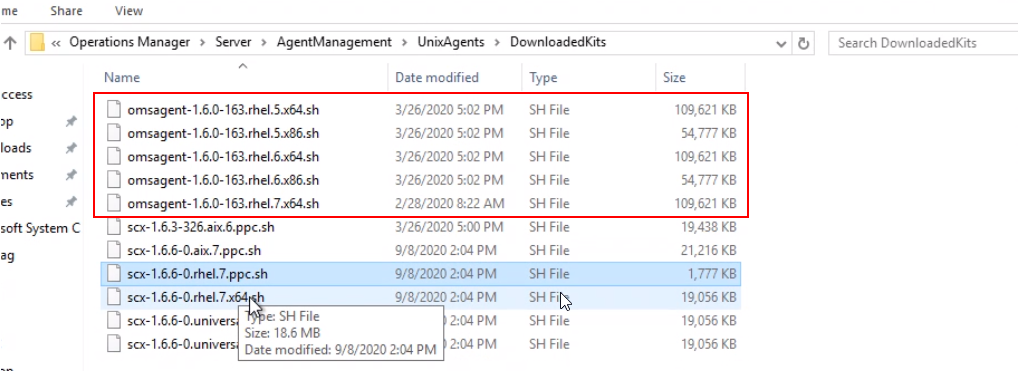 me Share View
« Operations Manager > Server > AgentManagement > UnixAgents > DownloadedKits Search DownloadedKits
Name Date modified Type Size
ccess
op
loads
ments
es
soft System C
ag
omsagent-1.6.0-163.rhel.5.x64.sh 3/26/2020 5:02 PM SH File 109,621 KB
omsagent-1.6.0-163.rhel.5.x86.sh 3/26/2020 5:02 PM SH File 54,777 KB
omsagent-1.6.0-163.rhel.6.x64.sh 3/26/2020 5:02 PM SH File 109,621 KB
omsagent-1.6.0-163.rhel.6.x86.sh 3/26/2020 5:02 PM SH File 54,777 KB
omsagent-1.6.0-163.rhel.7.x64.sh 2/28/2020 8:22 AM SH File 109,621 KB
scx-1.6.3-326.aix.6.ppc.sh 3/26/2020 5:00 PM SH File 19,438 KB
scx-1.6.6-0.aix.7.ppc.sh 9/8/2020 2:04 PM SH File 21,216 KB
scx-1.6.6-0.rhel.7.ppc.sh 9/8/2020 2:04 PM SH File 1,777 KB
scx-1.6.6-0.rhel.7.x64.sh 9/8/2020 2:04 PM SH File 19,056 KB
scx-1.6.6-0.universa 2:04 PM SH File 19,056 KB
scx-1.6.6-0.universa 2:04 PM SH File 19,056 KB
Type: SH File
Size: 18.6 MB
Date modified: 9/8/2020 2:04 PM